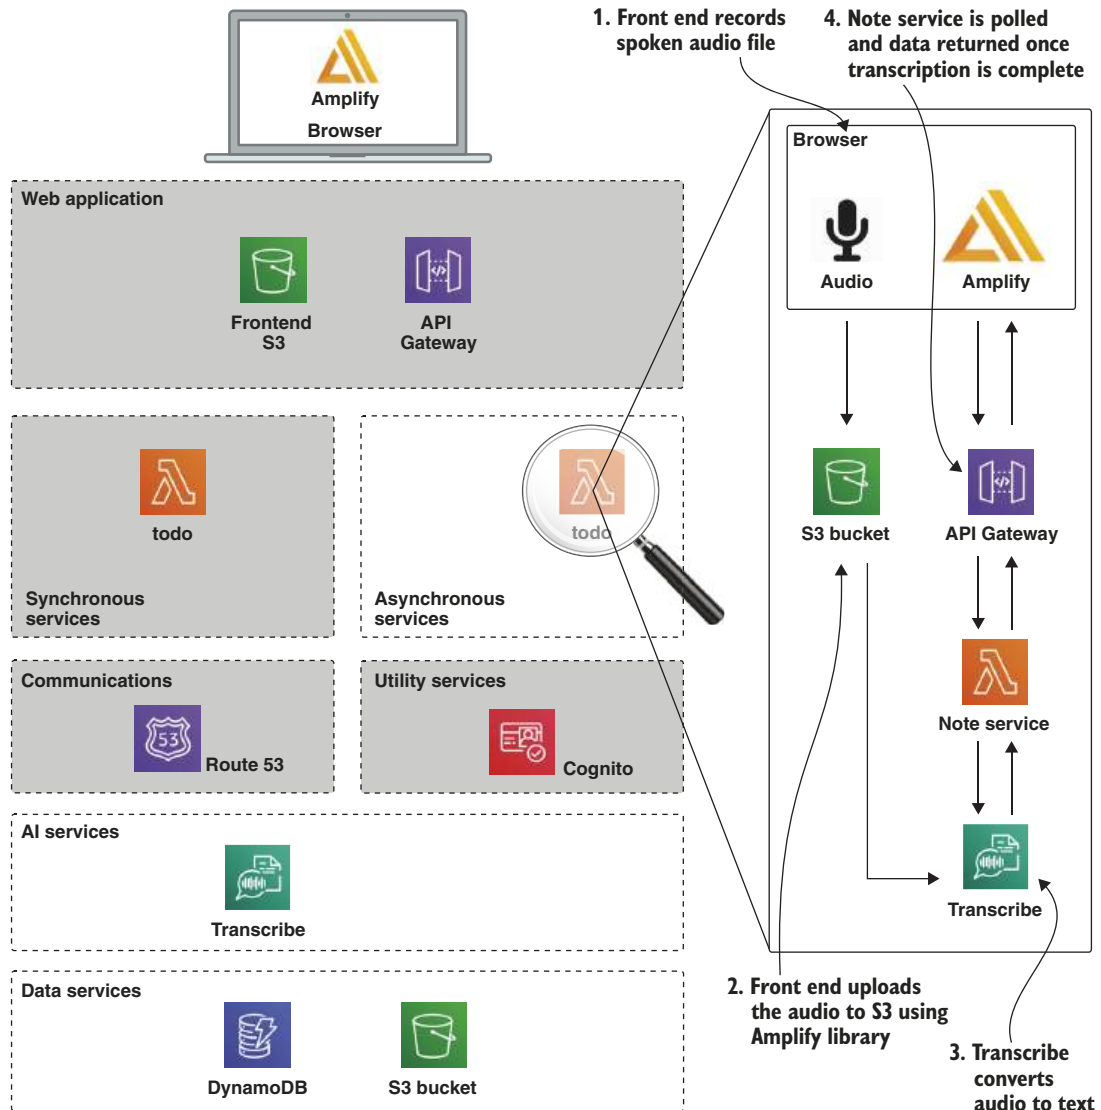 1. Front end records
spoken audio file
4. Note service is polled
and data returned once
transcription is complete
Amplify
Browser
Web application
Frontend
S3
API
Gateway
todo
Synchronous
services
todo
Asynchronous
services
Communications
53
Route 53
Utility services
Cognito
AI services
Transcribe
Data services
DynamoDB
S3 bucket
Browser
Audio
Amplify
S3 bucket
</>
API Gateway
Note service
Transcribe
2. Front end uploads
the audio to S3 using
Amplify library
3. Transcribe
converts
audio to text